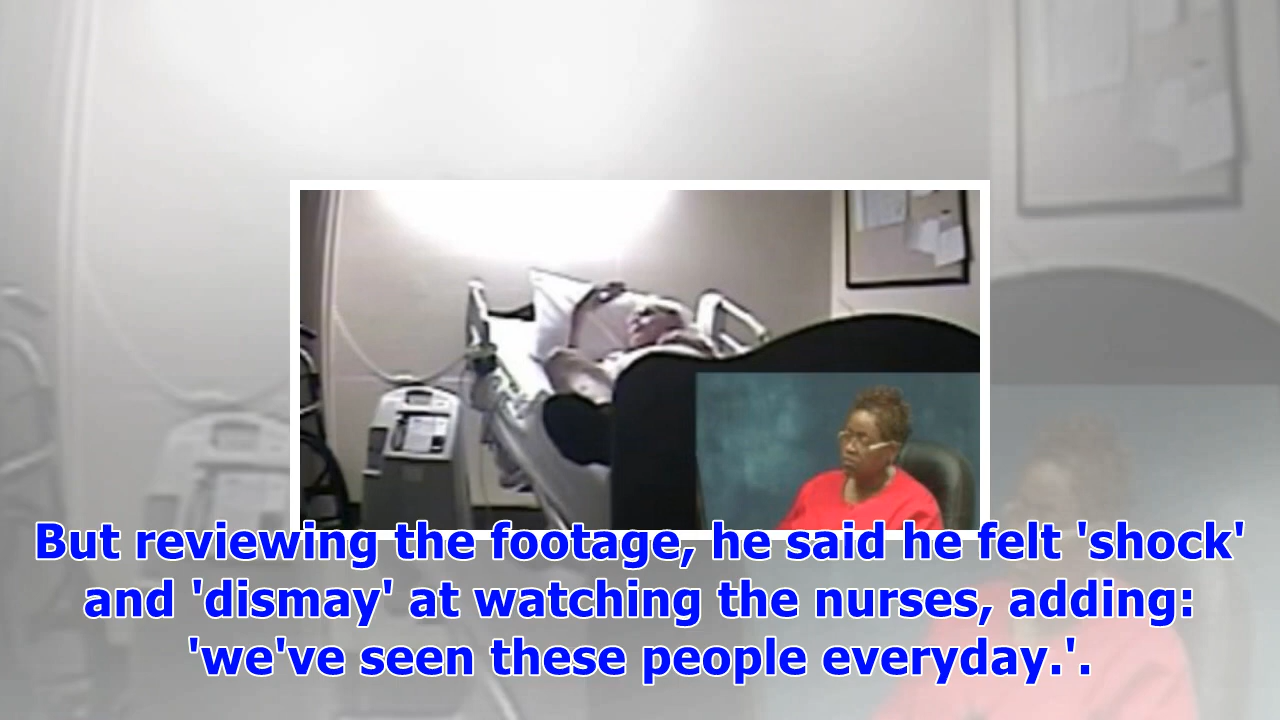 But reviewing the footage, he said he felt 'shock'
and 'dismay' at watching the nurses, adding:
'we've seen these people everyday.'.